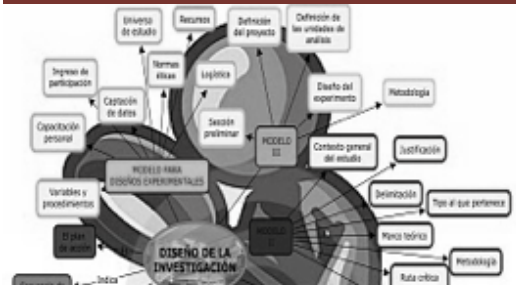 Universo
de estudio
Recursos
Definición
del proyecto
Definición de
las unidades de
análisis
Ingreso de
participación
Normas
éticas
Logística
Diseño del
experimento
Metodología
Captación
de datos
Sección
preliminar
Capacitación
personal
MODELO
III
Contexto general
del estudio
Justificación
MODELO PARA
DISEÑOS EXPERIMENTALES
Variables y
procedimientos
Delimitación
Tipo al que pertenece
El plan
de acción
MODELO
Marco teórico
DISEÑO DE LA
INVESTIGACIÓN
Metodología
Indica
Ruta crítica